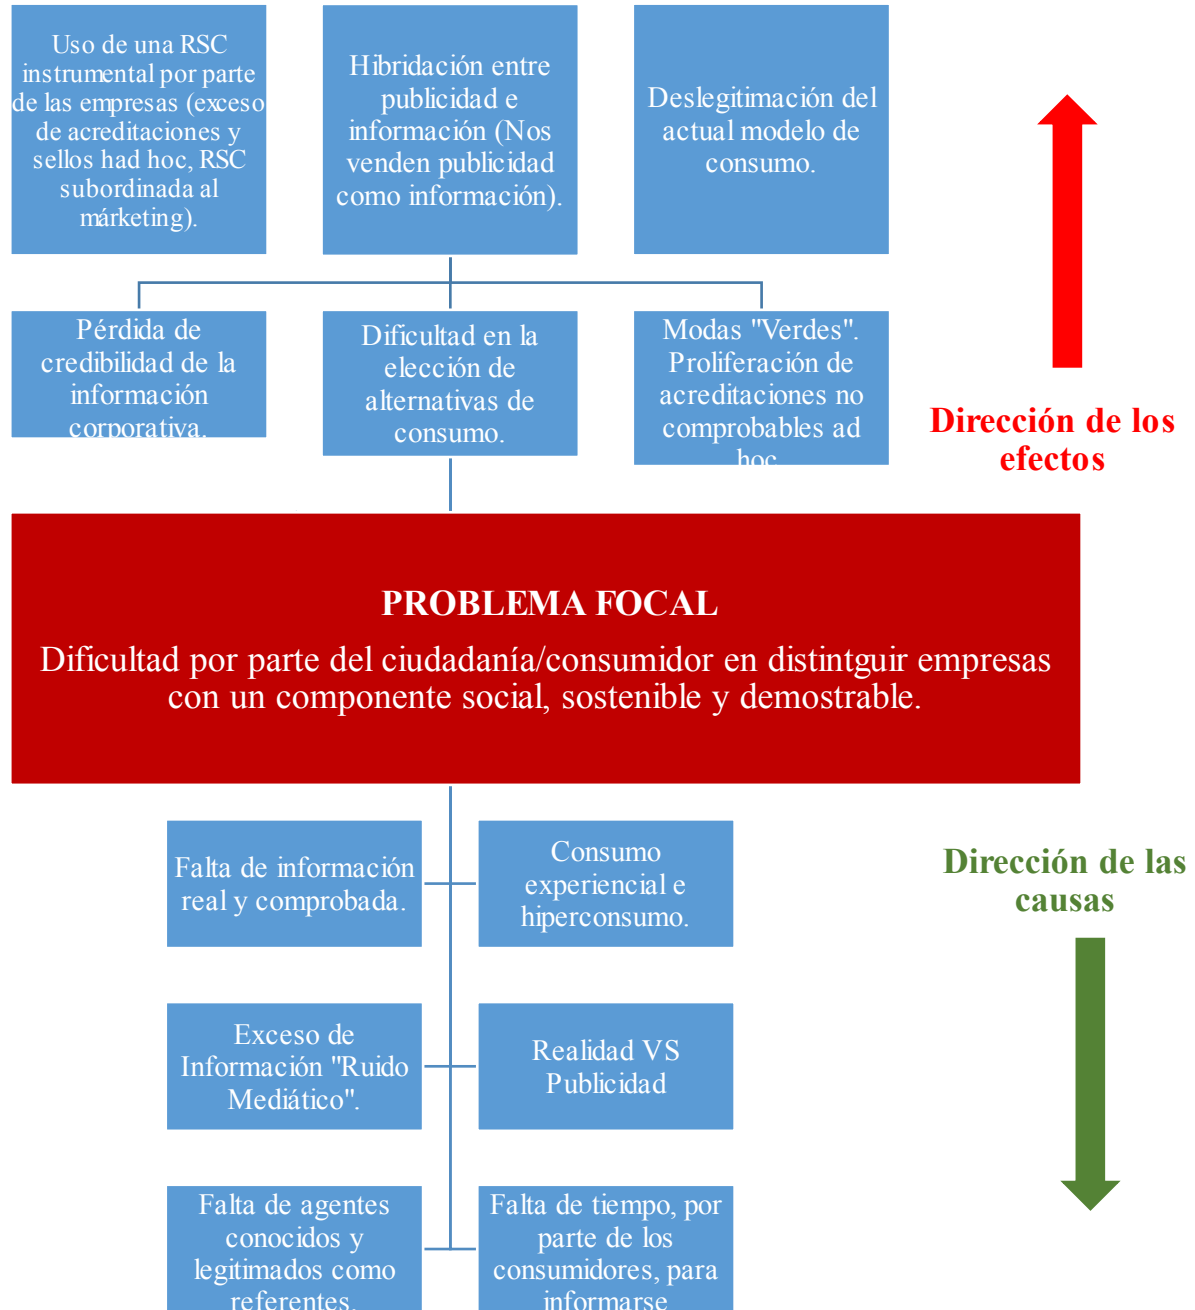 Uso de una RSC
instrumental por parte
de las empresas (exceso
de acreditaciones y
sellos had hoc, RSC
subordinada al
márketing).
Hibridación entre
publicidad e
información (Nos
venden publicidad
como información).
Deslegitimación del
actual modelo de
consumo.
Pérdida de
credibilidad de la
información
corporativa.
Dificultad en la
elección de
alternativas de
consumo.
Modas "Verdes".
Proliferación de
acreditaciones no
comprobables ad
hoc.
Dirección de los
efectos
PROBLEMA FOCAL
Dificultad por parte del ciudadanía/consumidor en distintguir empresas
con un componente social, sostenible y demostrable.
Falta de información
real y comprobada.
Consumo
experiencial e
hiperconsumo.
Dirección de las
causas
Exceso de
Información "Ruido
Mediático".
Realidad VS
Publicidad
Falta de agentes
conocidos y
legitimados como
referentes.
Falta de tiempo, por
parte de los
consumidores, para
informarse